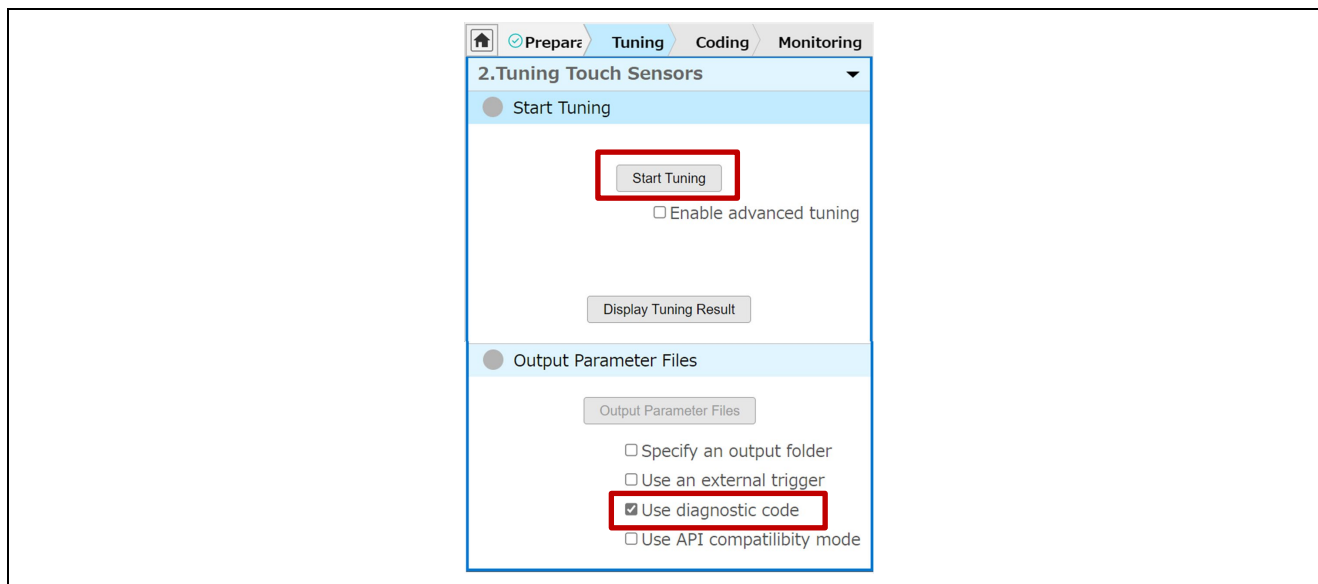 Prepara Tuning Coding Monitoring
2.Tuning Touch Sensors
Start Tuning
Start Tuning
Enable advanced tuning
Display Tuning Result
Output Parameter Files
Output Parameter Files
Specify an output folder
Use an external trigger
Use diagnostic code
Use API compatilibity mode